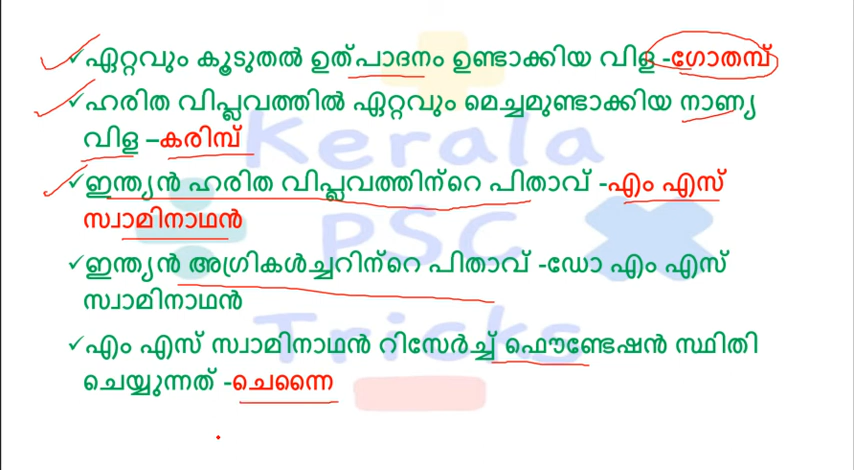 ✓ഏറ്റവും കൂടുതൽ ഉത്പാദനം ഉണ്ടാക്കിയ വിള -ഗോതമ്പ്
✓ഹരിത വിപ്ലവത്തിൽ ഏറ്റവും മെച്ചമുണ്ടാക്കിയ നാണ്യ
വിള –കരിമ്പ്
✓ഇന്ത്യൻ ഹരിത വിപ്ലവത്തിന്റെ പിതാവ് -എം എസ്
സ്വാമിനാഥൻ
✓ഇന്ത്യൻ അഗ്രികൾച്ചറിന്റെ പിതാവ് -ഡോ എം എസ്
സ്വാമിനാഥൻ
✓എം എസ് സ്വാമിനാഥൻ റിസേർച്ച് ഫൌണ്ടേഷൻ സ്ഥിതി
ചെയ്യുന്നത് -ചെന്നൈ
Kerala
PSC
Tricks